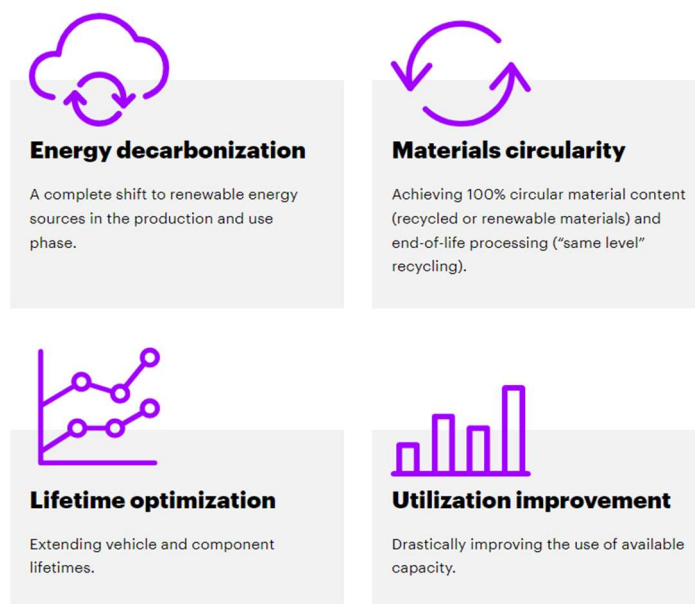 Energy decarbonization
A complete shift to renewable energy
sources in the production and use
phase.
Materials circularity
Achieving 100% circular material content
(recycled or renewable materials) and
end-of-life processing (“same level”
recycling).
Lifetime optimization
Extending vehicle and component
lifetimes.
Utilization improvement
Drastically improving the use of available
capacity.